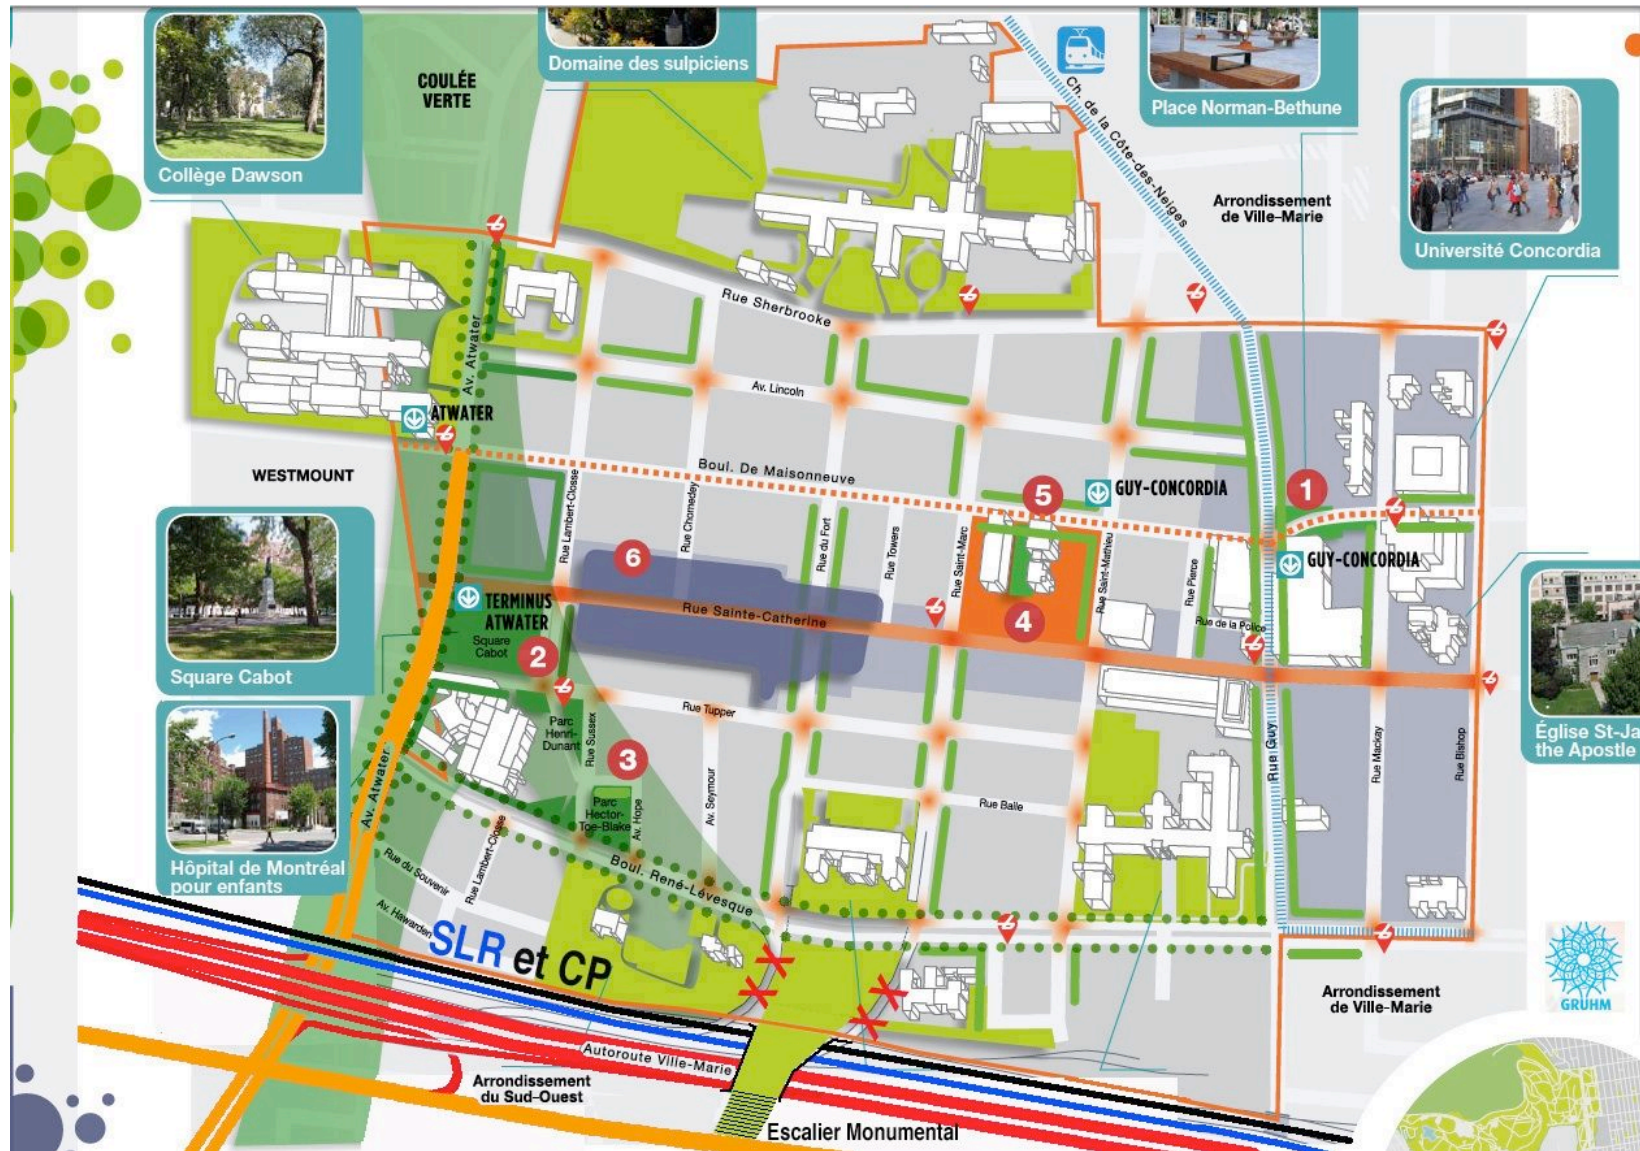 COULÉE
VERTE
Domaine des sulpiciens
Place Norman-Bethune
Ch. de la Côte-des-Neiges
Collège Dawson
Arrondissement
de Ville-Marie
Université Concordia
Rue Sherbrooke
Av. Atwater
Av. Lincoln
ATWATER
WESTMOUNT
Boul. De Maisonneuve
5
GUY-CONCORDIA
1
Rue Lambert-Closse
Rue Chomedey
Rue du Fort
Rue Towers
Rue Saint-Marc
Rue Saint-Mathieu
Rue Pierce
GUY-CONCORDIA
6
TERMINUS
ATWATER
Rue Sainte-Catherine
4
Rue de la Police
Square
Cabot
2
Square Cabot
Rue Tupper
Parc
Henri-
Dunant
Rue Sussex
3
Rue Guy
Rue Mackay
Rue Bishop
Église St-Ja
the Apostle
Av. Atwater
Av. Seymour
Rue Baile
Parc
Hector-
Toe-Blake
Av. Hope
Hôpital de Montréal
pour enfants
Rue du Souvenir
Rue Lambert-Closse
Boul. René-Lévesque
Av. Hawarden
SLR et CP
GRUHM
Arrondissement
de Ville-Marie
Autoroute Ville-Marie
Arrondissement
du Sud-Ouest
Escalier Monumental